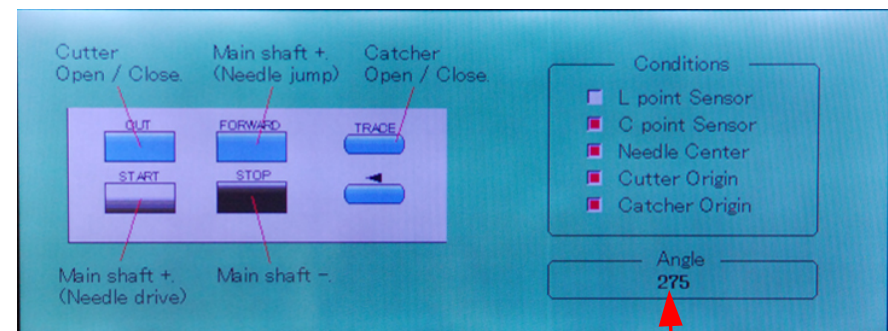 Cutter
Open / Close.
Main shaft +.
(Needle jump)
Catcher
Open / Close.
OUT
FORWARD
TRACE
START
STOP
Main shaft +.
(Needle drive)
Main shaft -.
Conditions
L point Sensor
C point Sensor
Needle Center
Cutter Origin
Catcher Origin
Angle
275